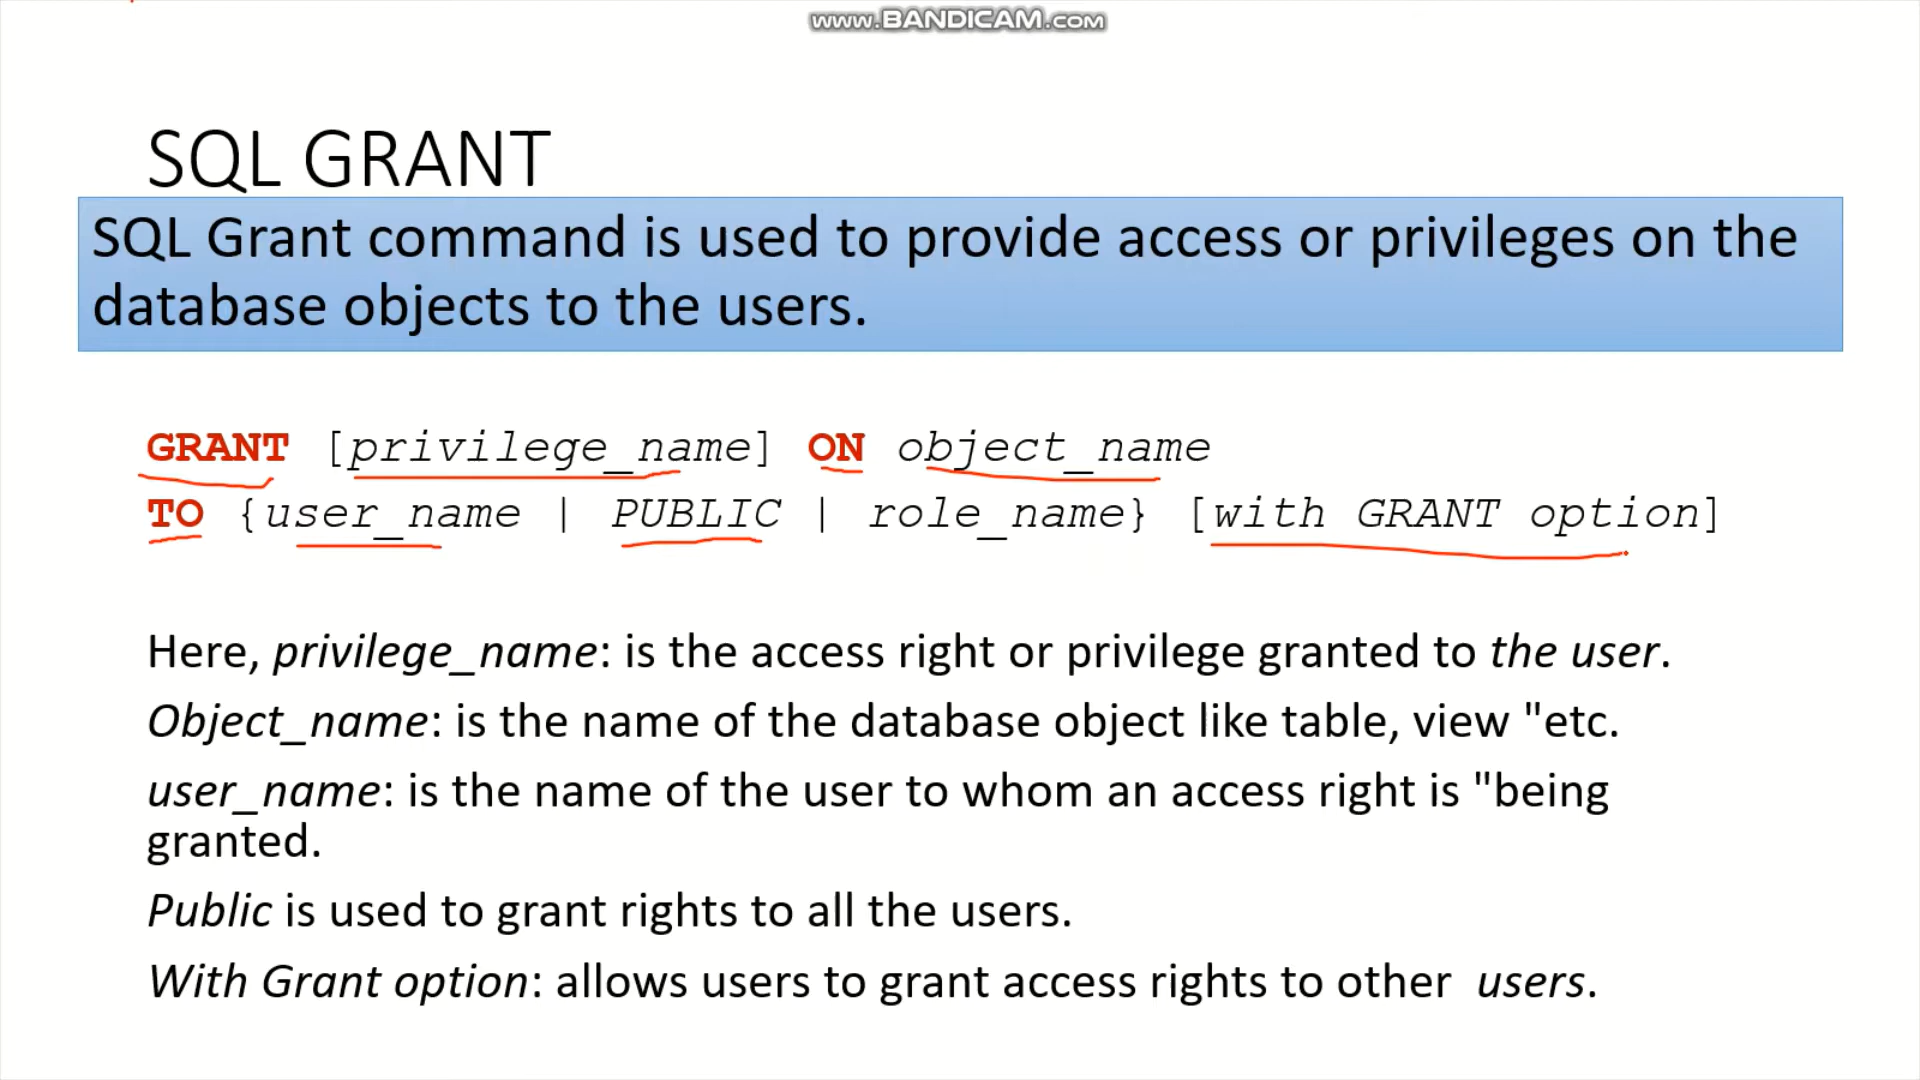 www.BANDICAM.com
SQL GRANT
SQL Grant command is used to provide access or privileges on the
database objects to the users.
GRANT [privilege_name] ON object_name
TO {user_name | PUBLIC | role_name} [with GRANT option]
Here, privilege_name: is the access right or privilege granted to the user.
Object_name: is the name of the database object like table, view "etc.
user_name: is the name of the user to whom an access right is "being
granted.
Public is used to grant rights to all the users.
With Grant option: allows users to grant access rights to other users.